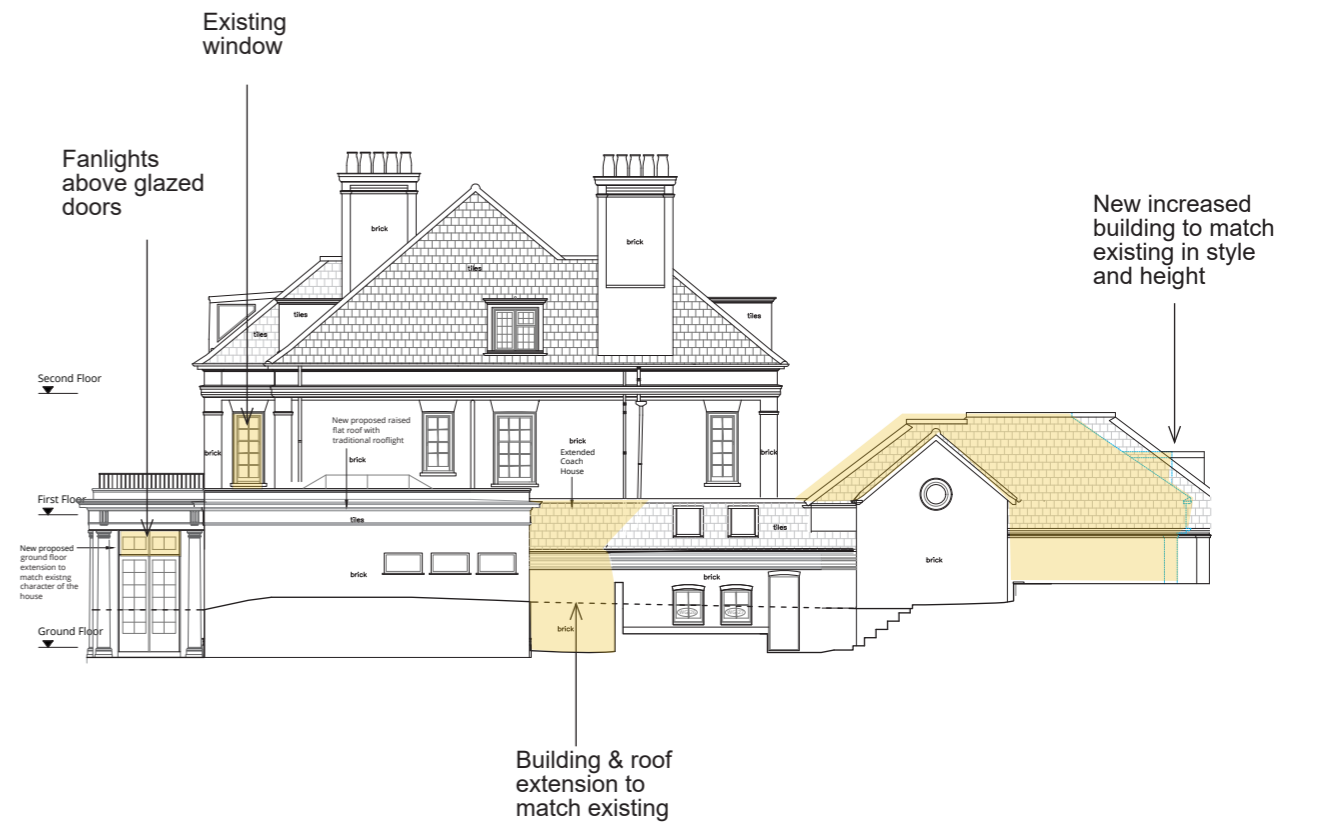 Existing
window
Fanlights
above glazed
doors
New increased
building to match
existing in style
and height
brick
brick
tiles
tiles
tiles
tiles
Second Floor
New proposed raised
flat roof with
traditional rooflight
brick
brick
brick
Extended
Coach
House
brick
First Floor
tiles
tiles
New proposed
ground floor
extension to
match existng
character of the
house
brick
brick
brick
Ground Floor
brick
Building & roof
extension to
match existing